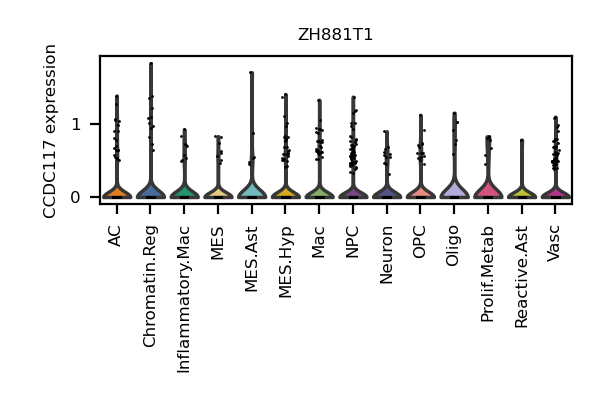 ZH881T1
CCDC117 expression
1
0
AC
Chromatin.Reg
Inflammatory.Mac
MES
MES.Ast
MES.Hyp
Mac
NPC
Neuron
OPC
Oligo
Prolif.Metab
Reactive.Ast
Vasc